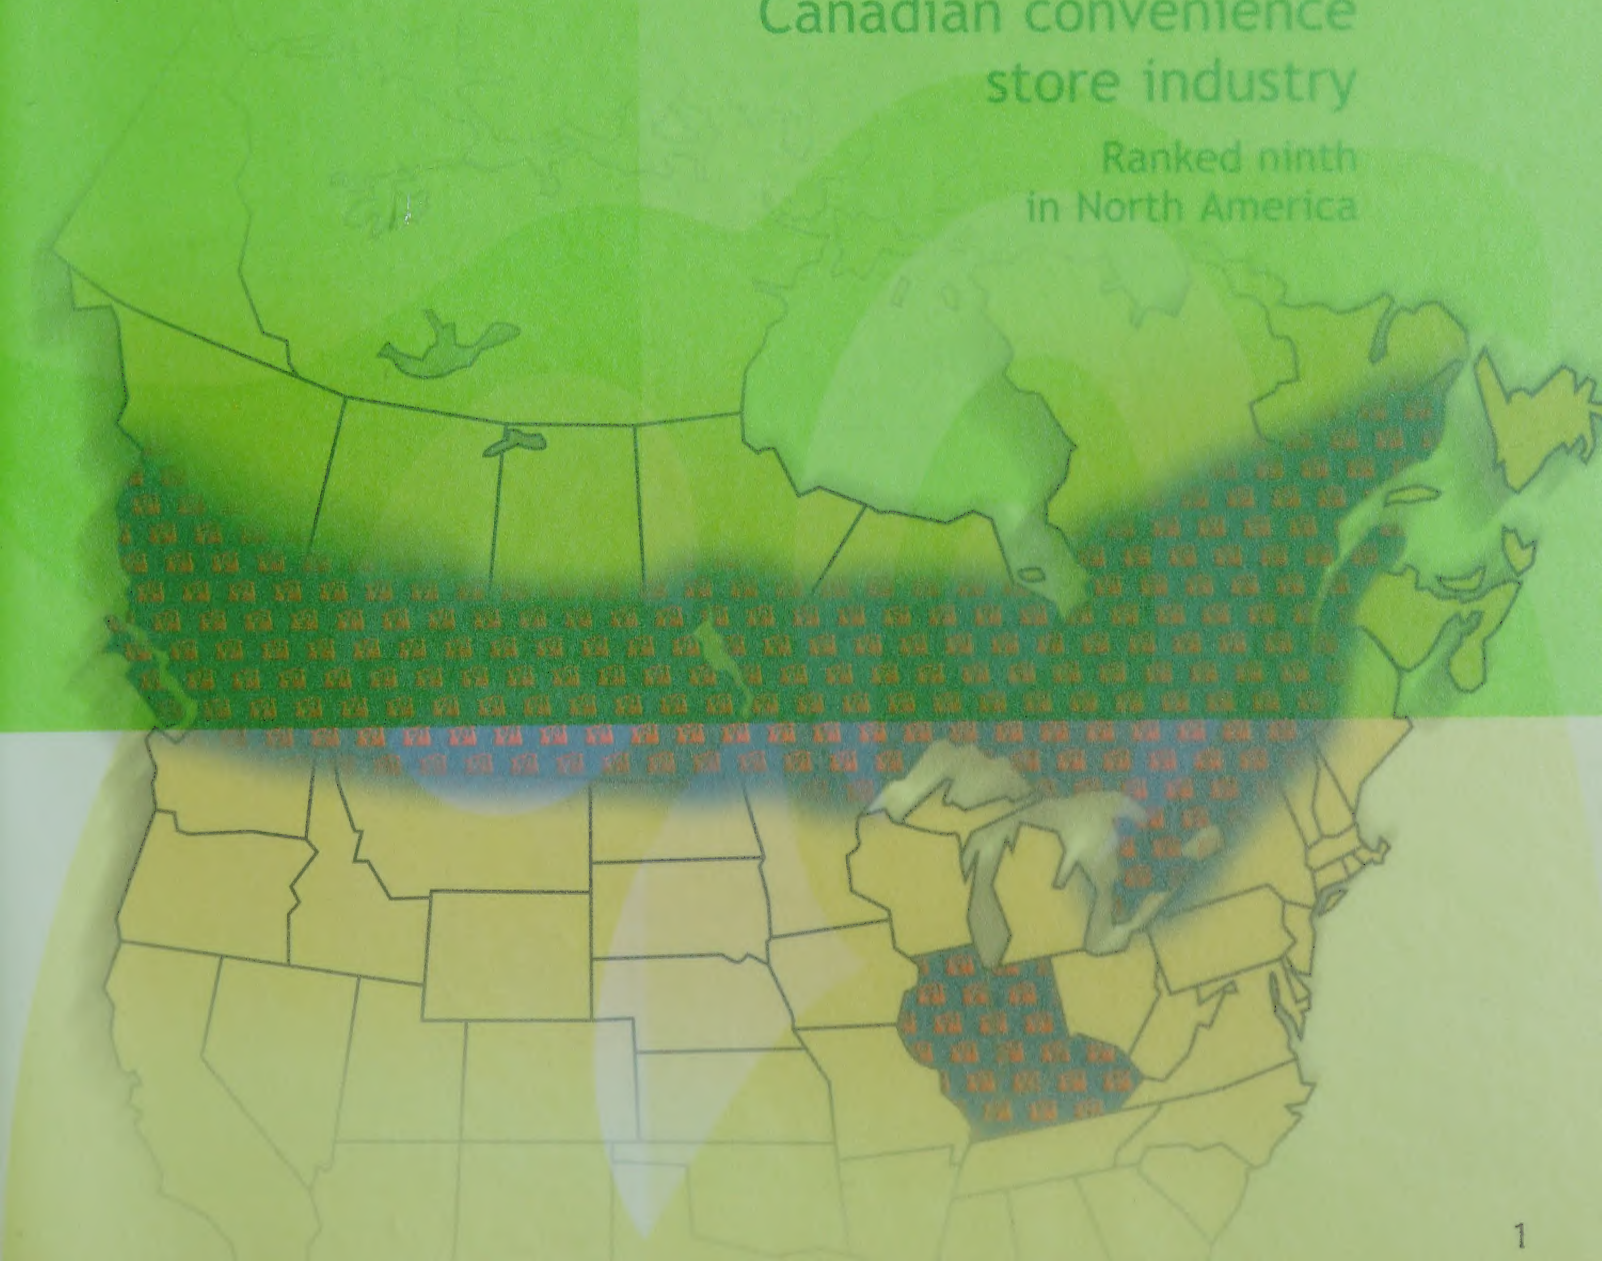 Canadian convenience
store industry
Ranked ninth
in North America
1